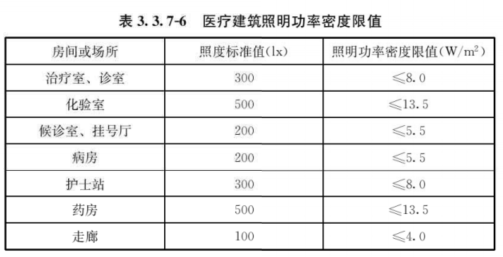 表 3.3.7-6 医疗建筑照明功率密度限值
房间或场所 照度标准值(lx) 照明功率密度限值(W/m²)
治疗室、诊室 300 ≤8.0
化验室 500 ≤13.5
候诊室、挂号厅 200 ≤5.5
病房 200 ≤5.5
护士站 300 ≤8.0
药房 500 ≤13.5
走廊 100 ≤4.0